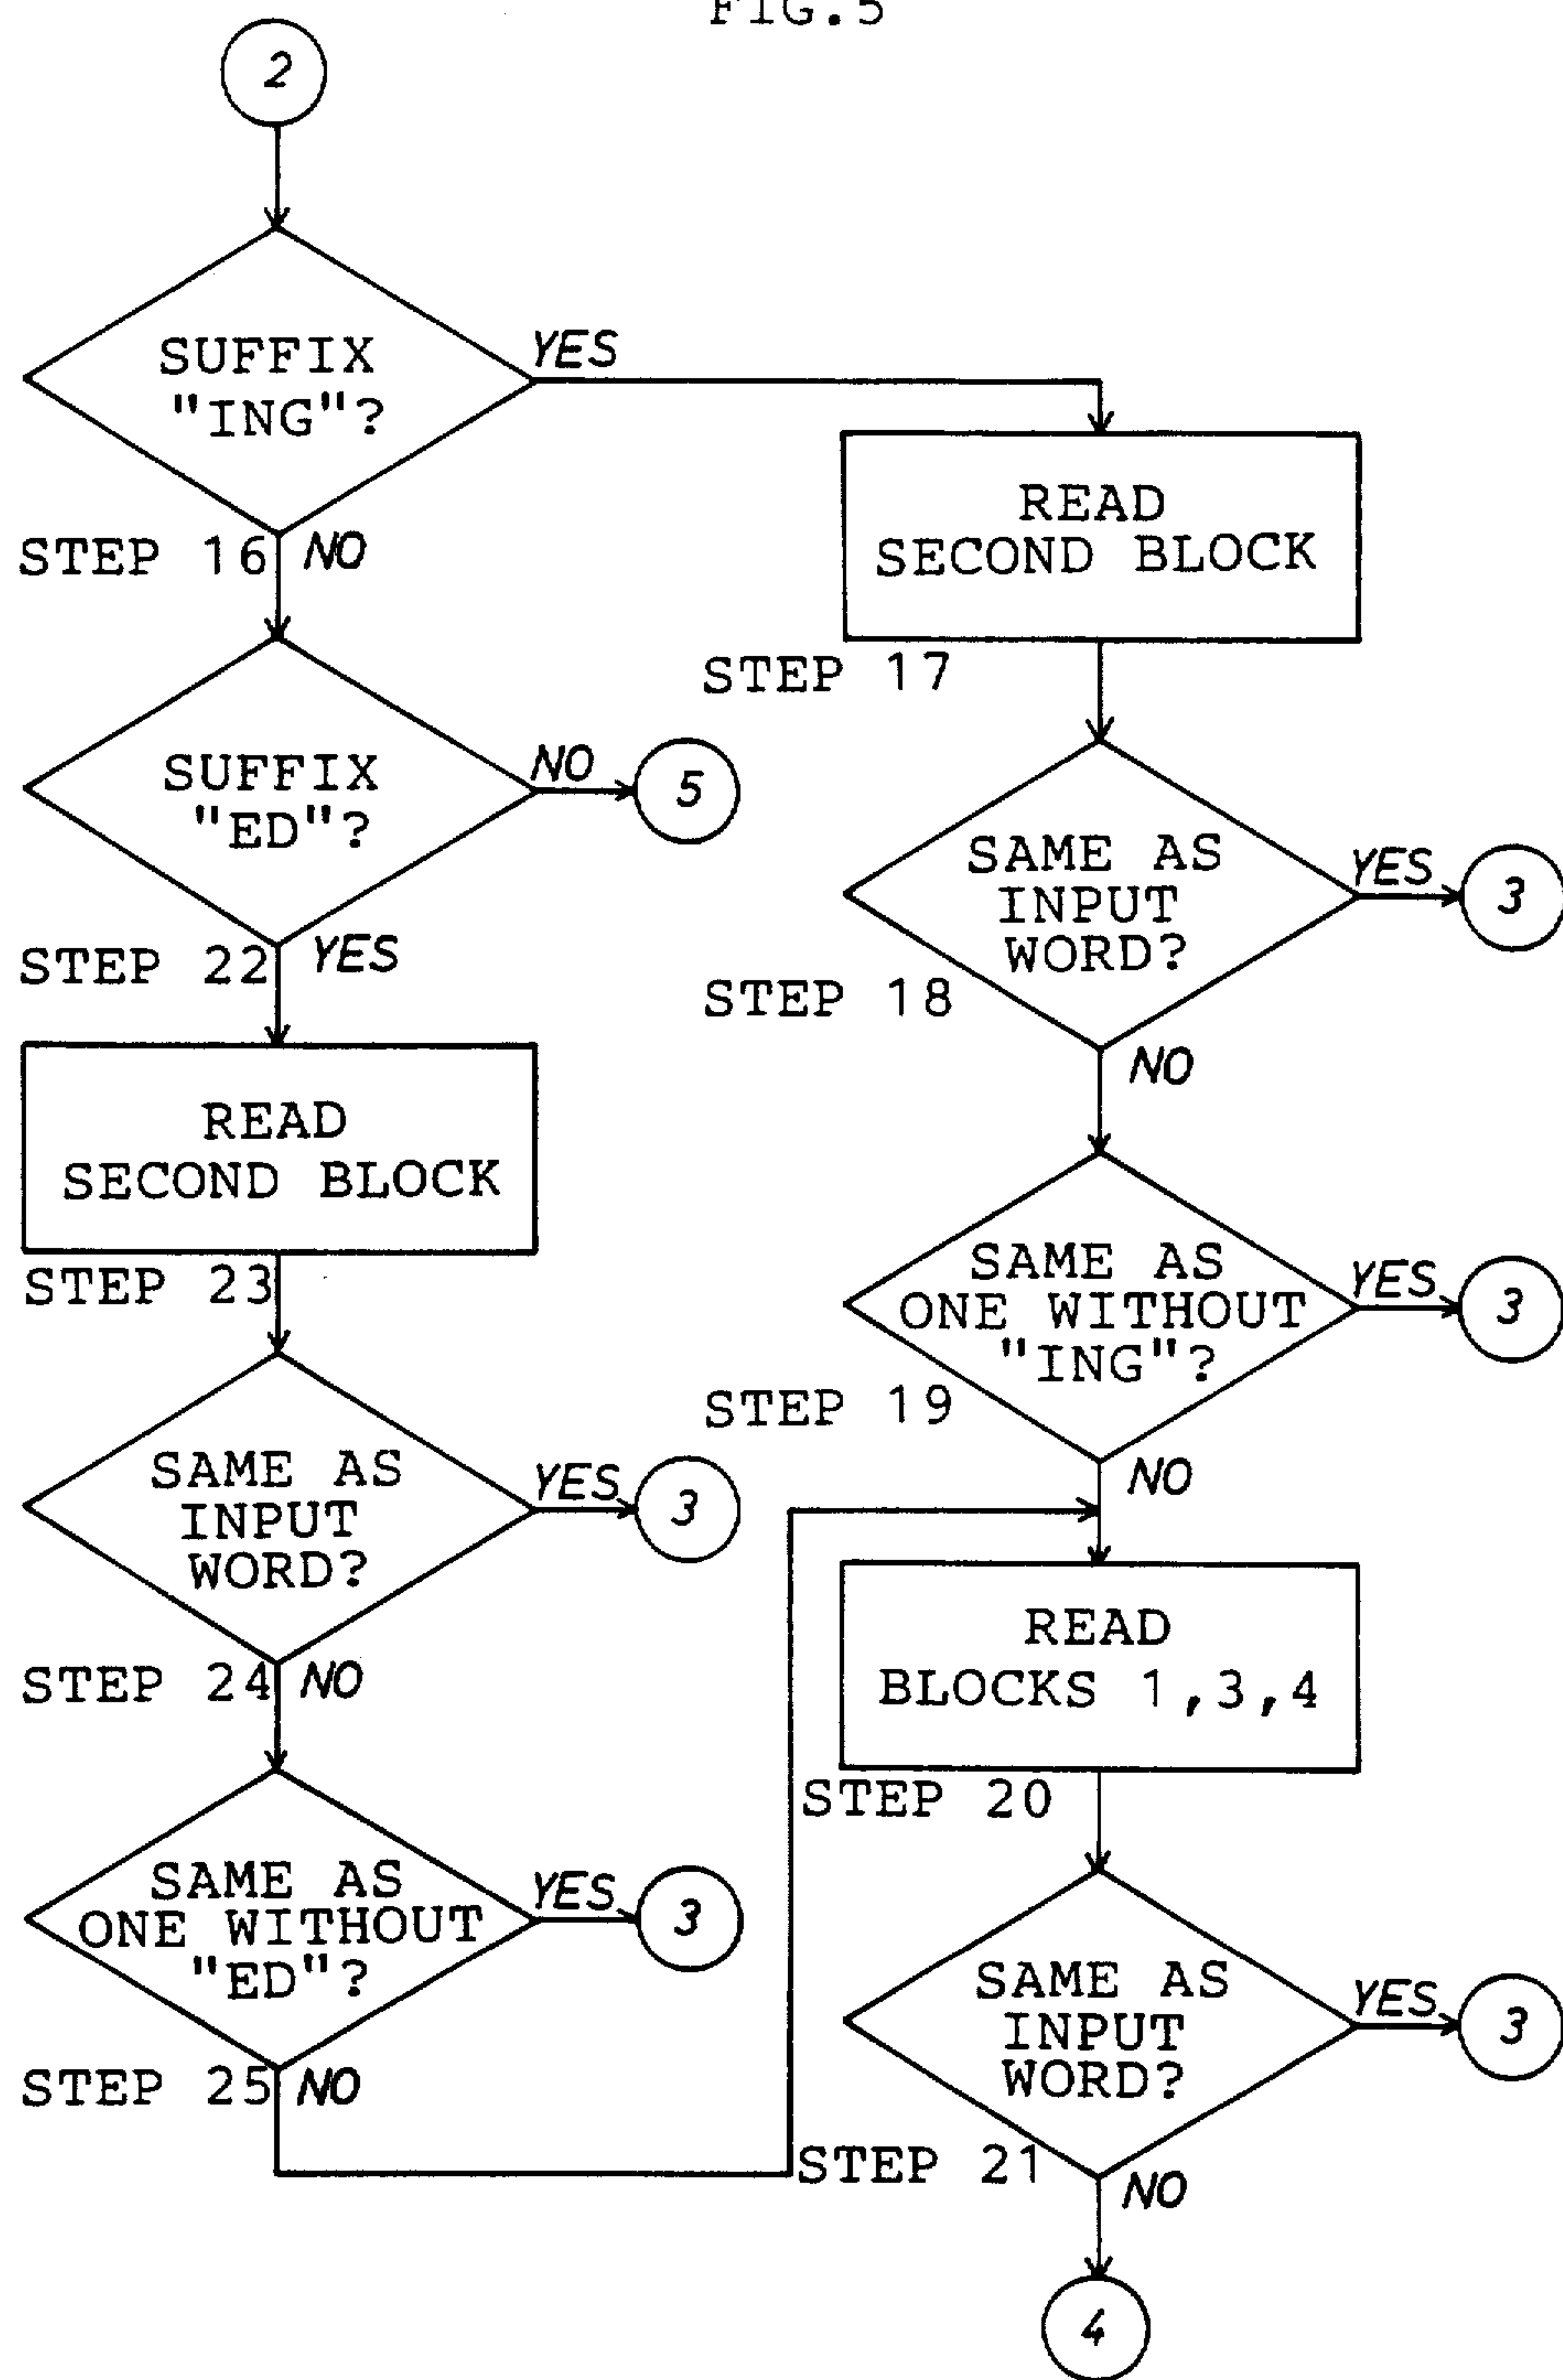 FIG.5
2
SUFFIX
"ING"?
YES
STEP 16
NO
SUFFIX
"ED"?
NO
5
STEP 22
YES
READ
SECOND BLOCK
STEP 23
SAME AS
INPUT
WORD?
YES
3
STEP 24
NO
SAME AS
ONE WITHOUT
"ED"?
YES
3
STEP 25
NO
READ
SECOND BLOCK
STEP 17
SAME AS
INPUT
WORD?
YES
3
STEP 18
NO
SAME AS
ONE WITHOUT
"ING"?
YES
3
STEP 19
NO
READ
BLOCKS 1,3,4
STEP 20
SAME AS
INPUT
WORD?
YES
3
STEP 21
NO
4